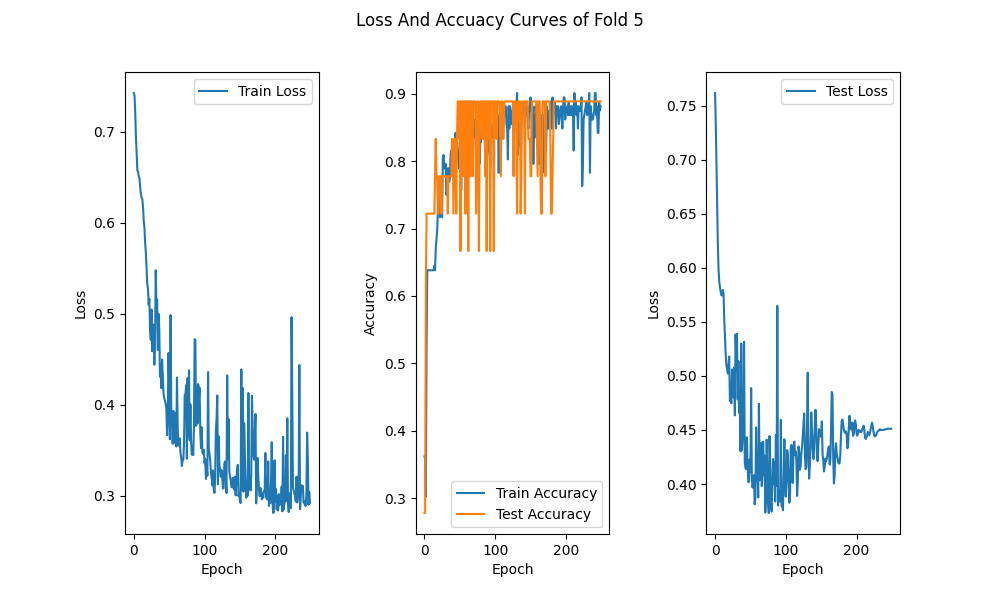 Loss And Accuacy Curves of Fold 5
Train Loss
0.7
0.6
0.5
0.4
0.3
Loss
0
100
200
Epoch
0.9
0.8
0.7
0.6
0.5
0.4
0.3
Accuracy
Train Accuracy
Test Accuracy
0
100
200
Epoch
Test Loss
0.75
0.70
0.65
0.60
0.55
0.50
0.45
0.40
Loss
0
100
200
Epoch